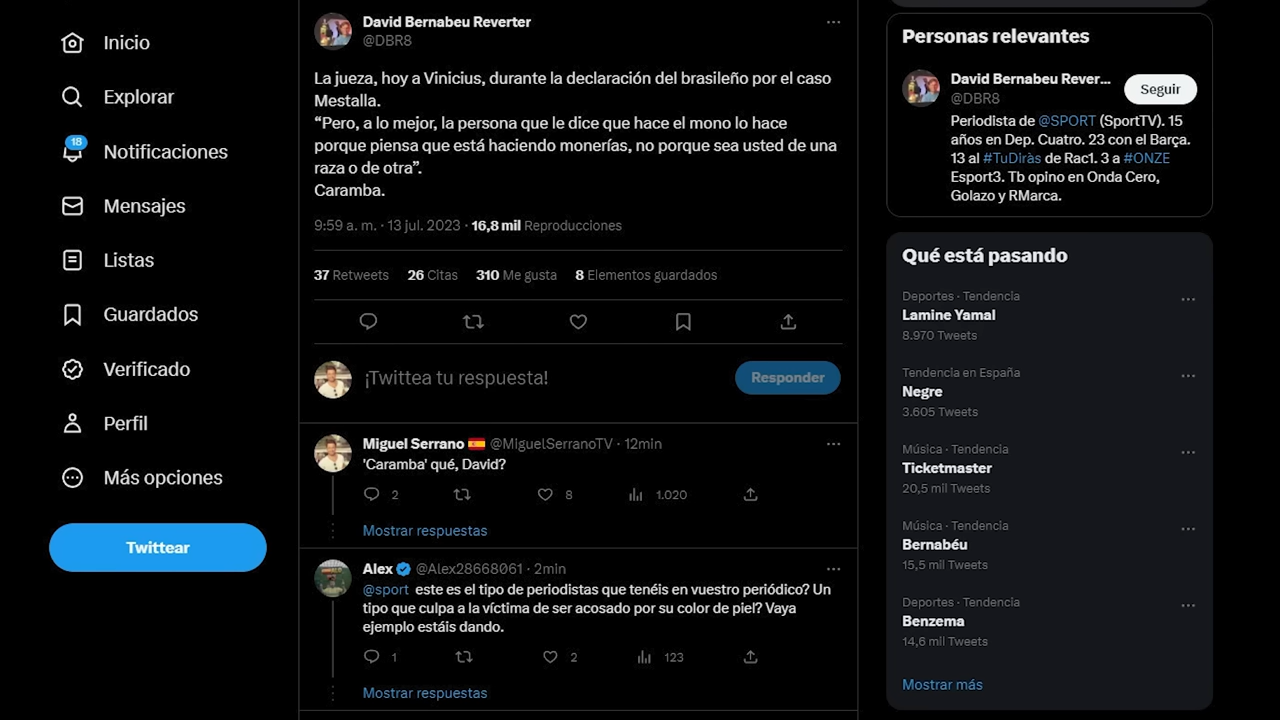 Inicio
Explorar
18
Notificaciones
Mensajes
Listas
Guardados
Verificado
Perfil
Más opciones
Twittear
David Bernabeu Reverter
@DBR8
La jueza, hoy a Vinicius, durante la declaración del brasileño por el caso
Mestalla.
“Pero, a lo mejor, la persona que le dice que hace el mono lo hace
porque piensa que está haciendo monerías, no porque sea usted de una
raza o de otra”.
Caramba.
9:59 a. m. · 13 jul. 2023 · 16,8 mil Reproducciones
37 Retweets 26 Citas 310 Me gusta 8 Elementos guardados
¡Twittea tu respuesta!
Responder
Miguel Serrano @MIguelSerranoTV · 12min
'Caramba' qué, David?
2 8 1.020
Mostrar respuestas
Alex @Alex28668061 · 2min
@sport este es el tipo de periodistas que tenéis en vuestro periódico? Un
tipo que culpa a la víctima de ser acosado por su color de piel? Vaya
ejemplo estáis dando.
1 2 123
Mostrar respuestas
Personas relevantes
David Bernabeu Rever...
@DBR8
Seguir
Periodista de @SPORT (SportTV). 15
años en Dep. Cuatro. 23 con el Barça.
13 al #TuDiràs de Rac1. 3 a #ONZE
Esport3. Tb opino en Onda Cero,
Golazo y RMarca.
Qué está pasando
Deportes · Tendencia
Lamine Yamal
8.970 Tweets
Tendencia en España
Negre
3.605 Tweets
Música · Tendencia
Ticketmaster
20,5 mil Tweets
Música · Tendencia
Bernabéu
15,5 mil Tweets
Deportes · Tendencia
Benzema
14,6 mil Tweets
Mostrar más